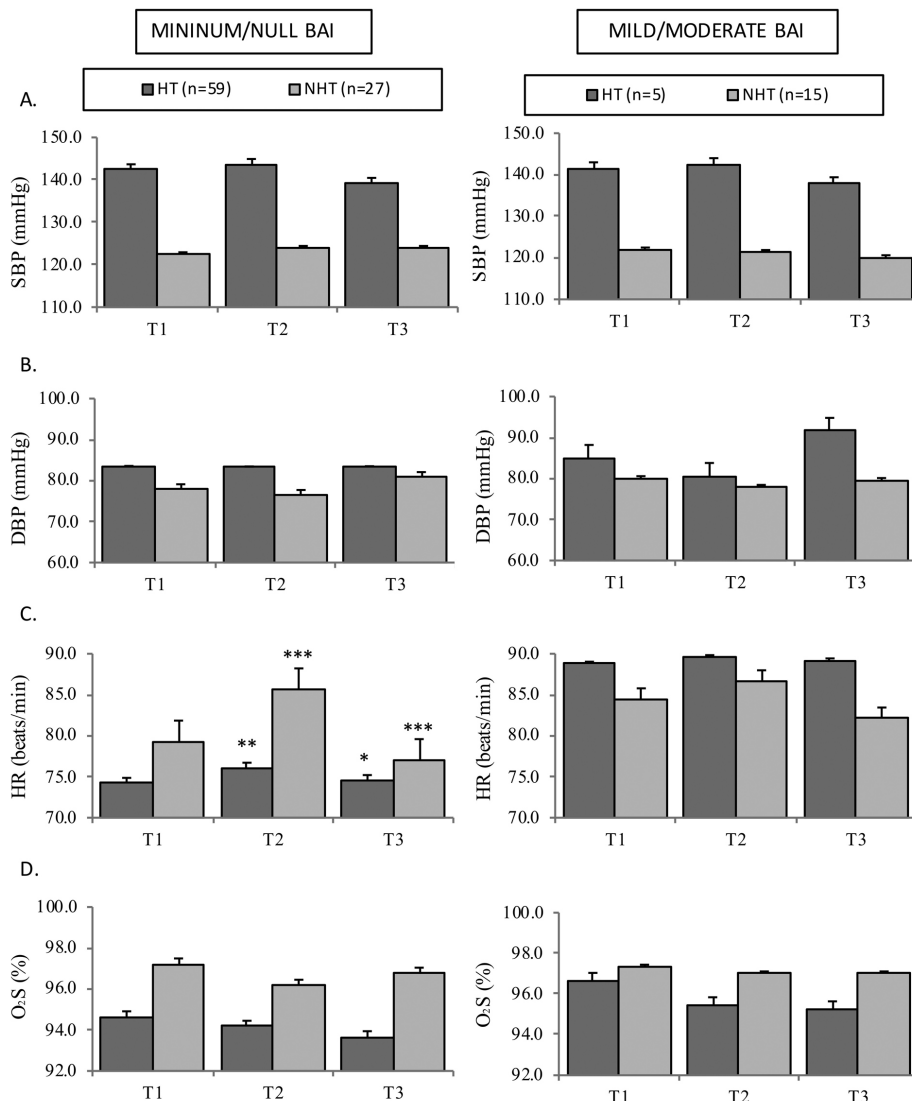 MININUM/NULL BAI
MILD/MODERATE BAI
HT (n=59) NHT (n=27)
HT (n=5) NHT (n=15)
A.
SBP (mmHg)
150.0
140.0
130.0
120.0
110.0
T1 T2 T3
SBP (mmHg)
150.0
140.0
130.0
120.0
110.0
T1 T2 T3
B.
DBP (mmHg)
100.0
90.0
80.0
70.0
60.0
T1 T2 T3
DBP (mmHg)
100.0
90.0
80.0
70.0
60.0
T1 T2 T3
C.
HR (beats/min)
90.0
85.0
80.0
75.0
70.0
** *** * ***
T1 T2 T3
HR (beats/min)
90.0
85.0
80.0
75.0
70.0
T1 T2 T3
D.
O₂S (%)
100.0
98.0
96.0
94.0
92.0
T1 T2 T3
O₂S (%)
100.0
98.0
96.0
94.0
92.0
T1 T2 T3